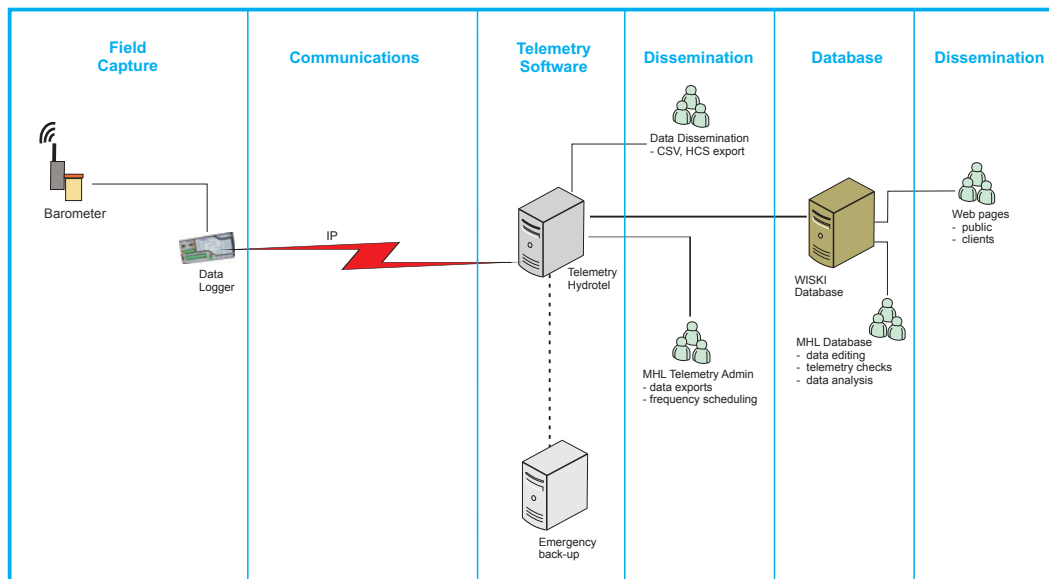 Field
Capture
Communications
Telemetry
Software
Dissemination
Database
Dissemination
Barometer
Data
Logger
IP
Telemetry
Hydrotel
Emergency
back-up
Data Dissemination
- CSV, HCS export
MHL Telemetry Admin
- data exports
- frequency scheduling
WISKI
Database
MHL Database
- data editing
- telemetry checks
- data analysis
Web pages
- public
- clients